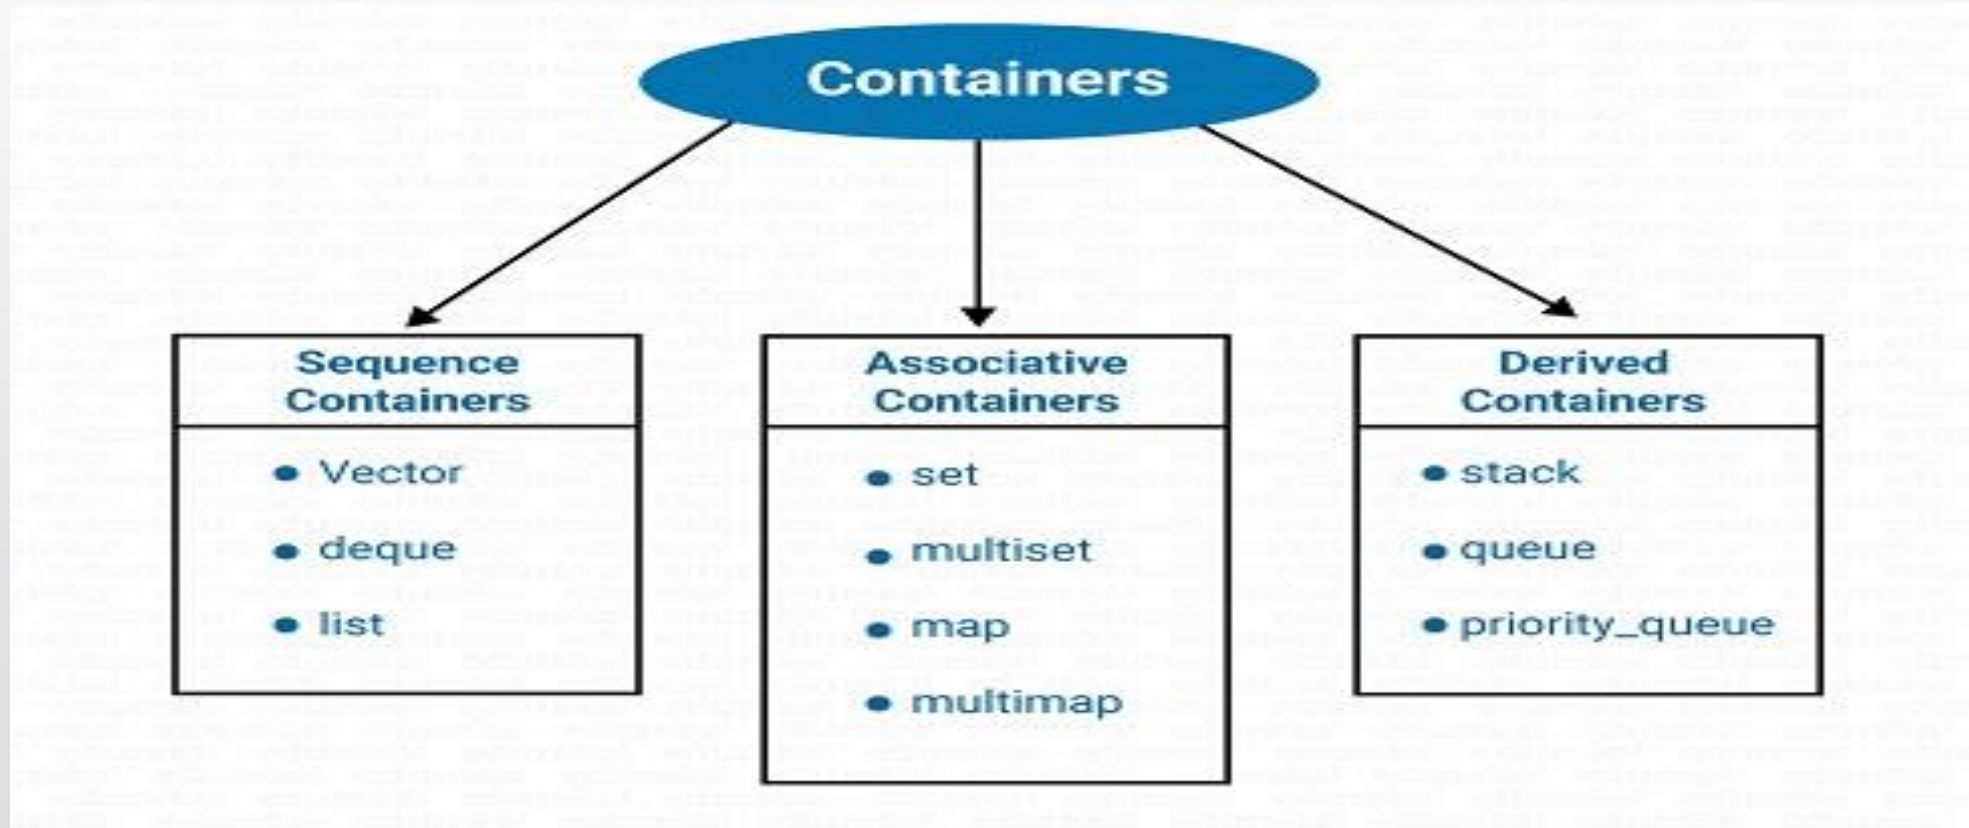 Containers
Sequence
Containers
• Vector
• deque
• list
Associative
Containers
• set
• multiset
• map
• multimap
Derived
Containers
• stack
• queue
• priority_queue